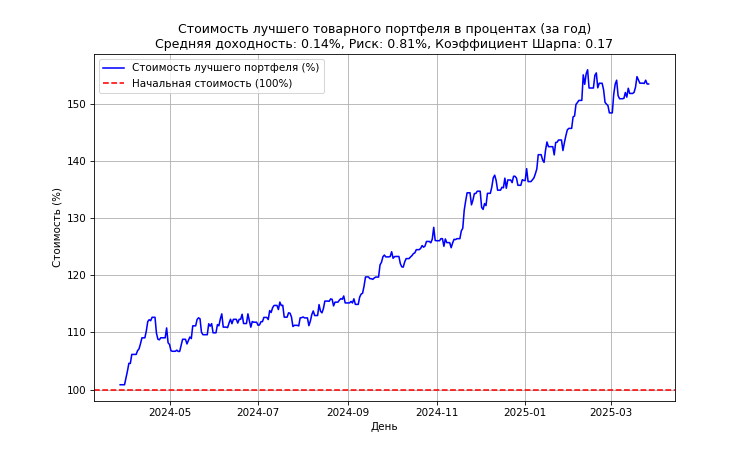 Стоимость лучшего товарного портфеля в процентах (за год)
Средняя доходность: 0.14%, Риск: 0.81%, Коэффициент Шарпа: 0.17
Стоимость лучшего портфеля (%)
Начальная стоимость (100%)
Стоимость (%)
150
140
130
120
110
100
2024-05
2024-07
2024-09
2024-11
2025-01
2025-03
День